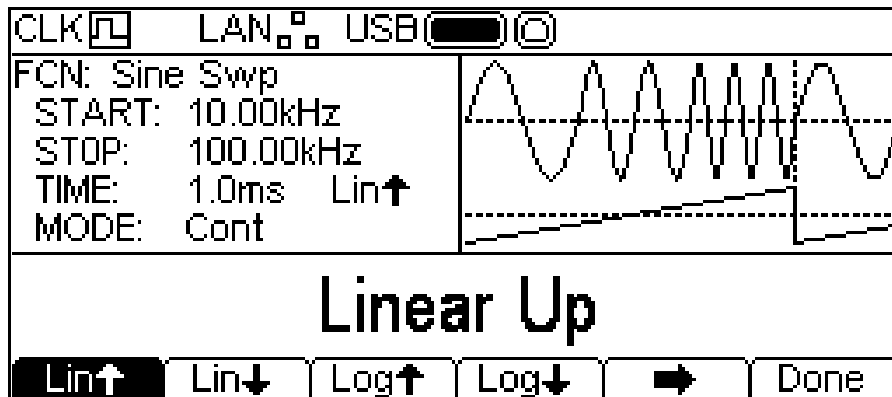 CLK LAN USB
FCN: Sine Swp
START: 10.00kHz
STOP: 100.00kHz
TIME: 1.0ms Lin↑
MODE: Cont
Linear Up
Lin↑ Lin↓ Log↑ Log↓ ➡ Done